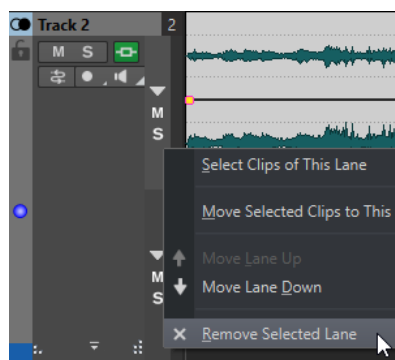 Track 2
2
M S
M
S
Select Clips of This Lane
Move Selected Clips to This
Move Lane Up
M
Move Lane Down
S
Remove Selected Lane